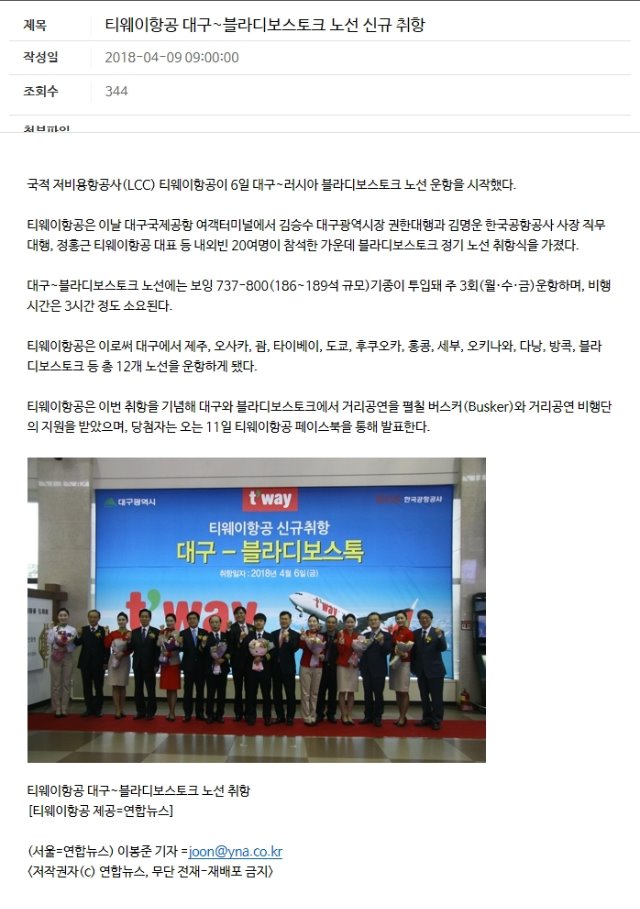 제목 티웨이항공 대구~블라디보스토크 노선 신규 취항
작성일 2018-04-09 09:00:00
조회수 344
첨부파일
국적 저비용항공사(LCC) 티웨이항공이 6일 대구~러시아 블라디보스토크 노선 운항을 시작했다.
티웨이항공은 이날 대구국제공항 여객터미널에서 김승수 대구광역시장 권한대행과 김명운 한국공항공사 사장 직무
대행, 정홍근 티웨이항공 대표 등 내외빈 20여명이 참석한 가운데 블라디보스토크 정기 노선 취항식을 가졌다.
대구~블라디보스토크 노선에는 보잉 737-800(186~189석 규모)기종이 투입돼 주 3회(월·수·금)운항하며, 비행
시간은 3시간 정도 소요된다.
티웨이항공은 이로써 대구에서 제주, 오사카, 괌, 타이베이, 도쿄, 후쿠오카, 홍콩, 세부, 오키나와, 다낭, 방콕, 블라
디보스토크 등 총 12개 노선을 운항하게 됐다.
티웨이항공은 이번 취항을 기념해 대구와 블라디보스토크에서 거리공연을 펼칠 버스커(Busker)와 거리공연 비행단
의 지원을 받았으며, 당첨자는 오는 11일 티웨이항공 페이스북을 통해 발표한다.
대구광역시 t'way 한국공항공사
티웨이항공 신규취항
대구 – 블라디보스톡
취항일자 : 2018년 4월 6일(금)
t'way
티웨이항공 대구~블라디보스토크 노선 취항
[티웨이항공 제공=연합뉴스]
(서울=연합뉴스) 이봉준 기자 =joon@yna.co.kr
<저작권자(c) 연합뉴스, 무단 전재-재배포 금지>